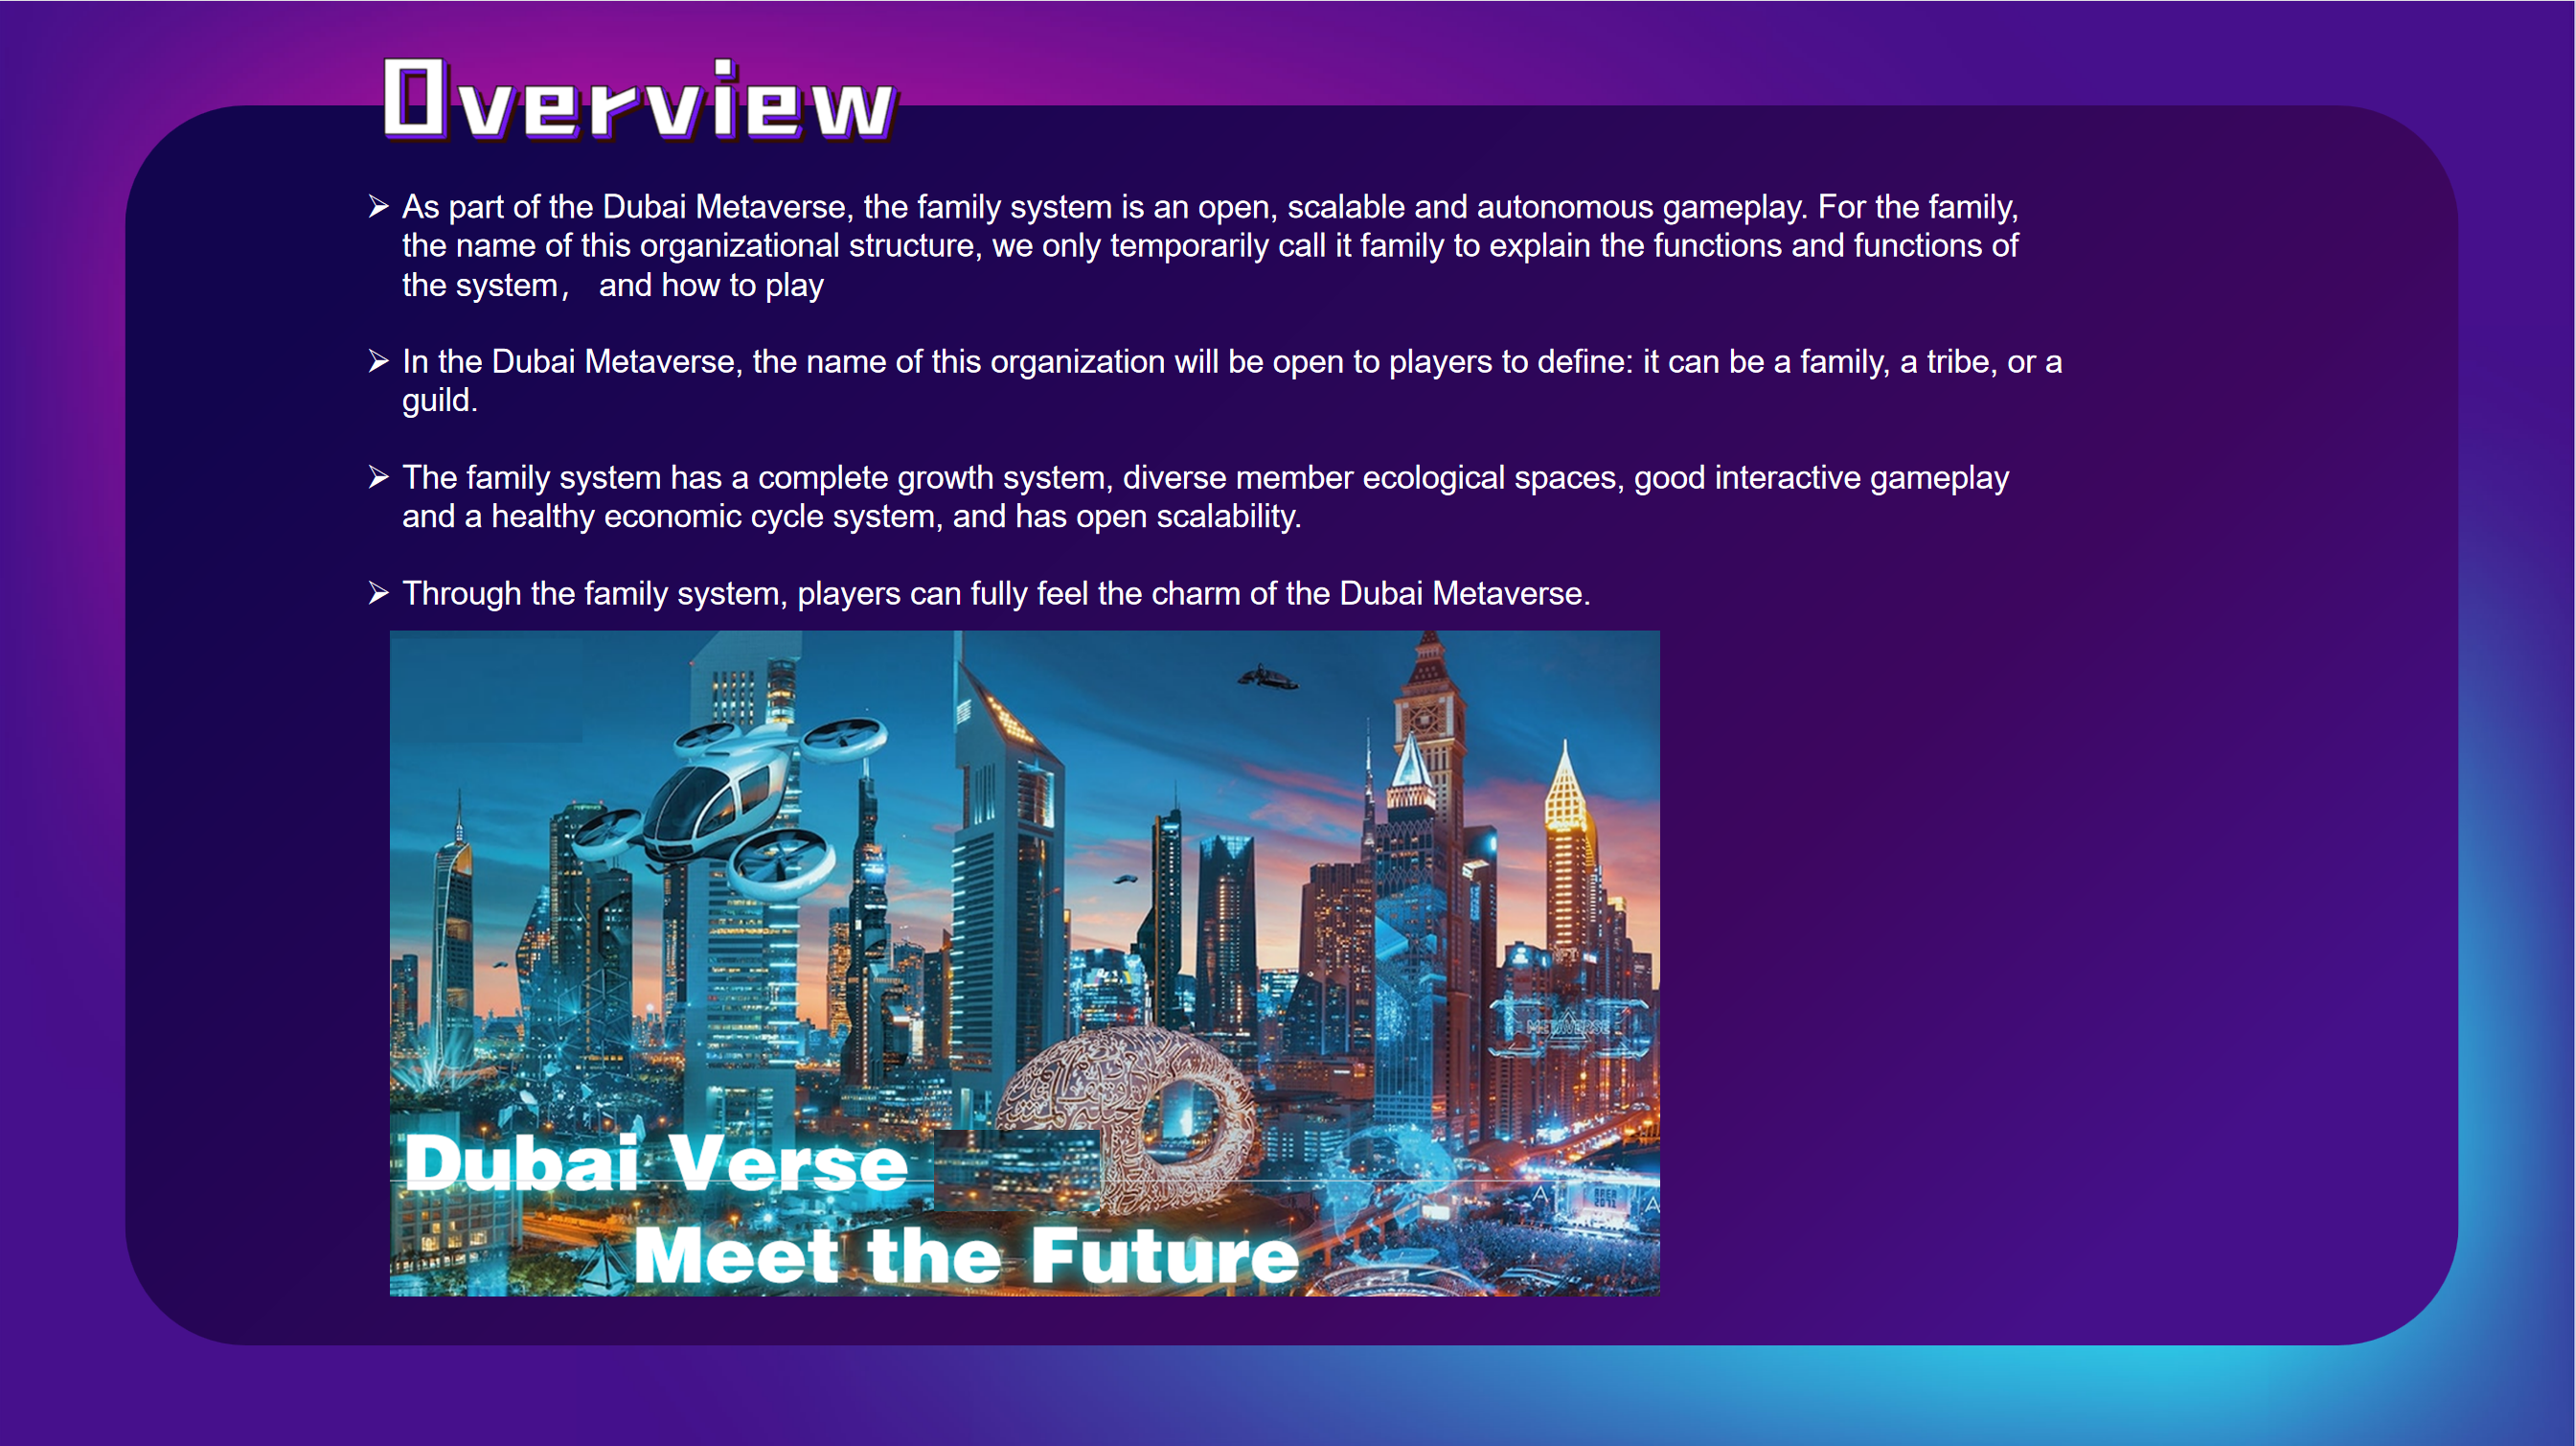 Overview
➢ As part of the Dubai Metaverse, the family system is an open, scalable and autonomous gameplay. For the family,
the name of this organizational structure, we only temporarily call it family to explain the functions and functions of
the system， and how to play
➢ In the Dubai Metaverse, the name of this organization will be open to players to define: it can be a family, a tribe, or a
guild.
➢ The family system has a complete growth system, diverse member ecological spaces, good interactive gameplay
and a healthy economic cycle system, and has open scalability.
➢ Through the family system, players can fully feel the charm of the Dubai Metaverse.
METAVERSE
Dubai Verse
Meet the Future